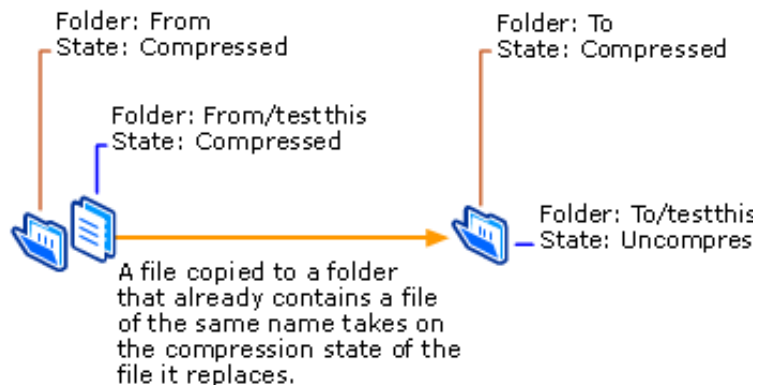 Folder: From
State: Compressed
Folder: To
State: Compressed
Folder: From/testthis
State: Compressed
Folder: To/testthis
State: Uncompres
A file copied to a folder
that already contains a file
of the same name takes on
the compression state of the
file it replaces.